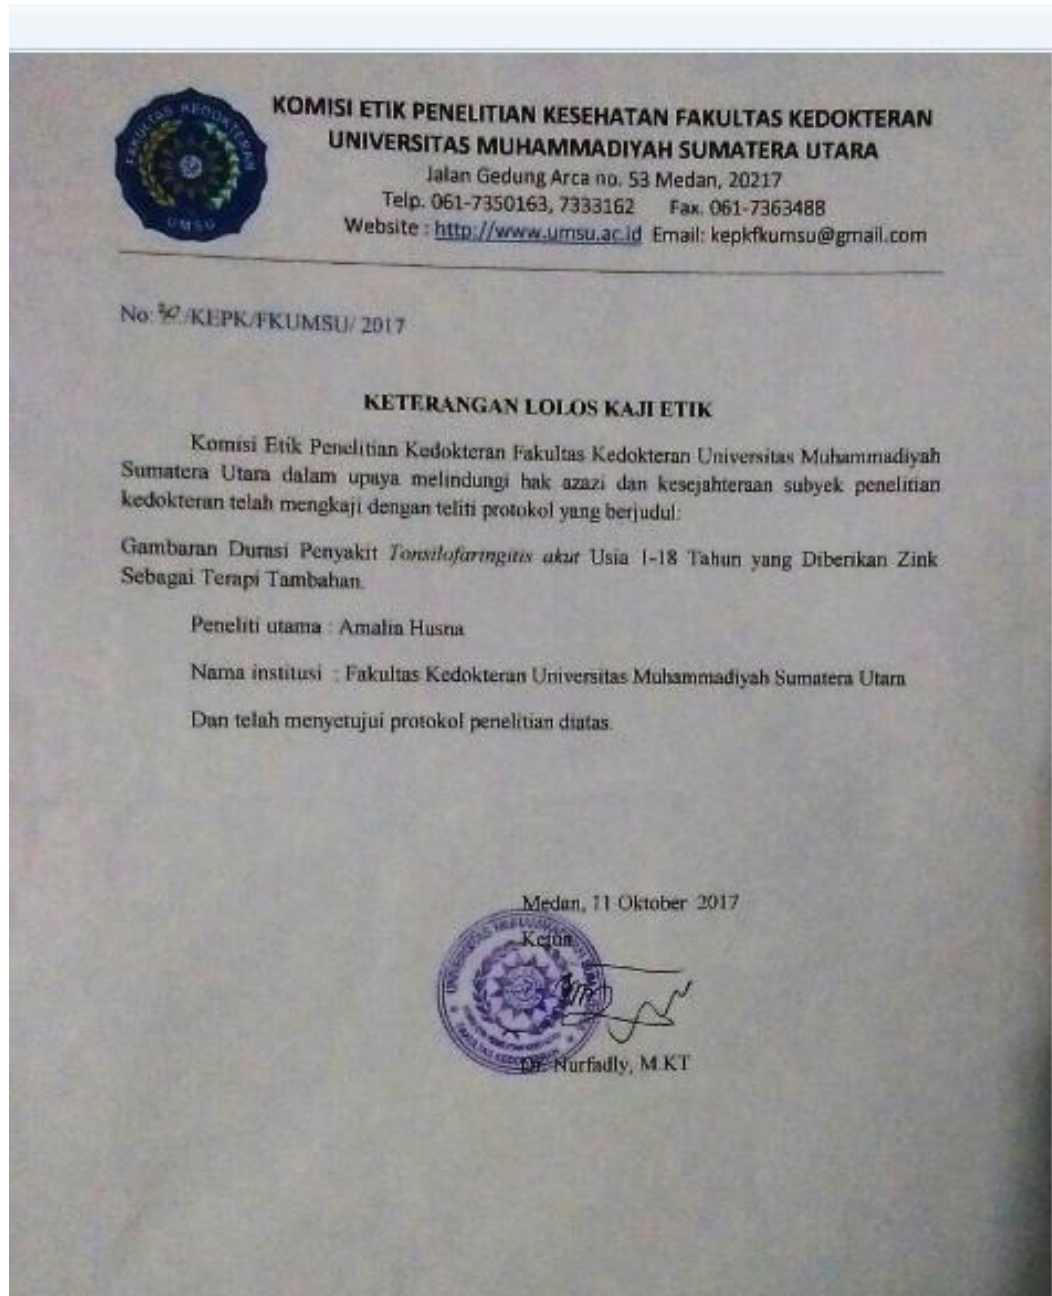 FAKULTAS KEDOKTERAN
UMSU
KOMISI ETIK PENELITIAN KESEHATAN FAKULTAS KEDOKTERAN
UNIVERSITAS MUHAMMADIYAH SUMATERA UTARA
Jalan Gedung Arca no. 53 Medan, 20217
Telp. 061-7350163, 7333162 Fax. 061-7363488
Website : http://www.umsu.ac.id Email: kepkfkumsu@gmail.com
No: /KEPK/FKUMSU/ 2017
KETERANGAN LOLOS KAJI ETIK
Komisi Etik Penelitian Kedokteran Fakultas Kedokteran Universitas Muhammadiyah
Sumatera Utara dalam upaya melindungi hak azazi dan kesejahteraan subyek penelitian
kedokteran telah mengkaji dengan teliti protokol yang berjudul:
Gambaran Durasi Penyakit Tonsilofaringitis akut Usia 1-18 Tahun yang Diberikan Zink
Sebagai Terapi Tambahan.
Peneliti utama : Amalia Husna
Nama institusi : Fakultas Kedokteran Universitas Muhammadiyah Sumatera Utara
Dan telah menyetujui protokol penelitian diatas.
Medan, 11 Oktober 2017
Ketua
Dr. Nurfadly, M.KT